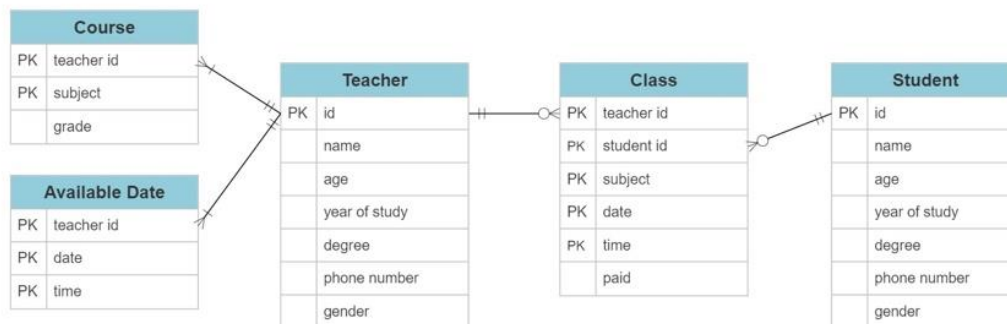 Course
PK teacher id
PK subject
grade
Available Date
PK teacher id
PK date
PK time
Teacher
PK id
name
age
year of study
degree
phone number
gender
Class
PK teacher id
PK student id
PK subject
PK date
PK time
paid
Student
PK id
name
age
year of study
degree
phone number
gender